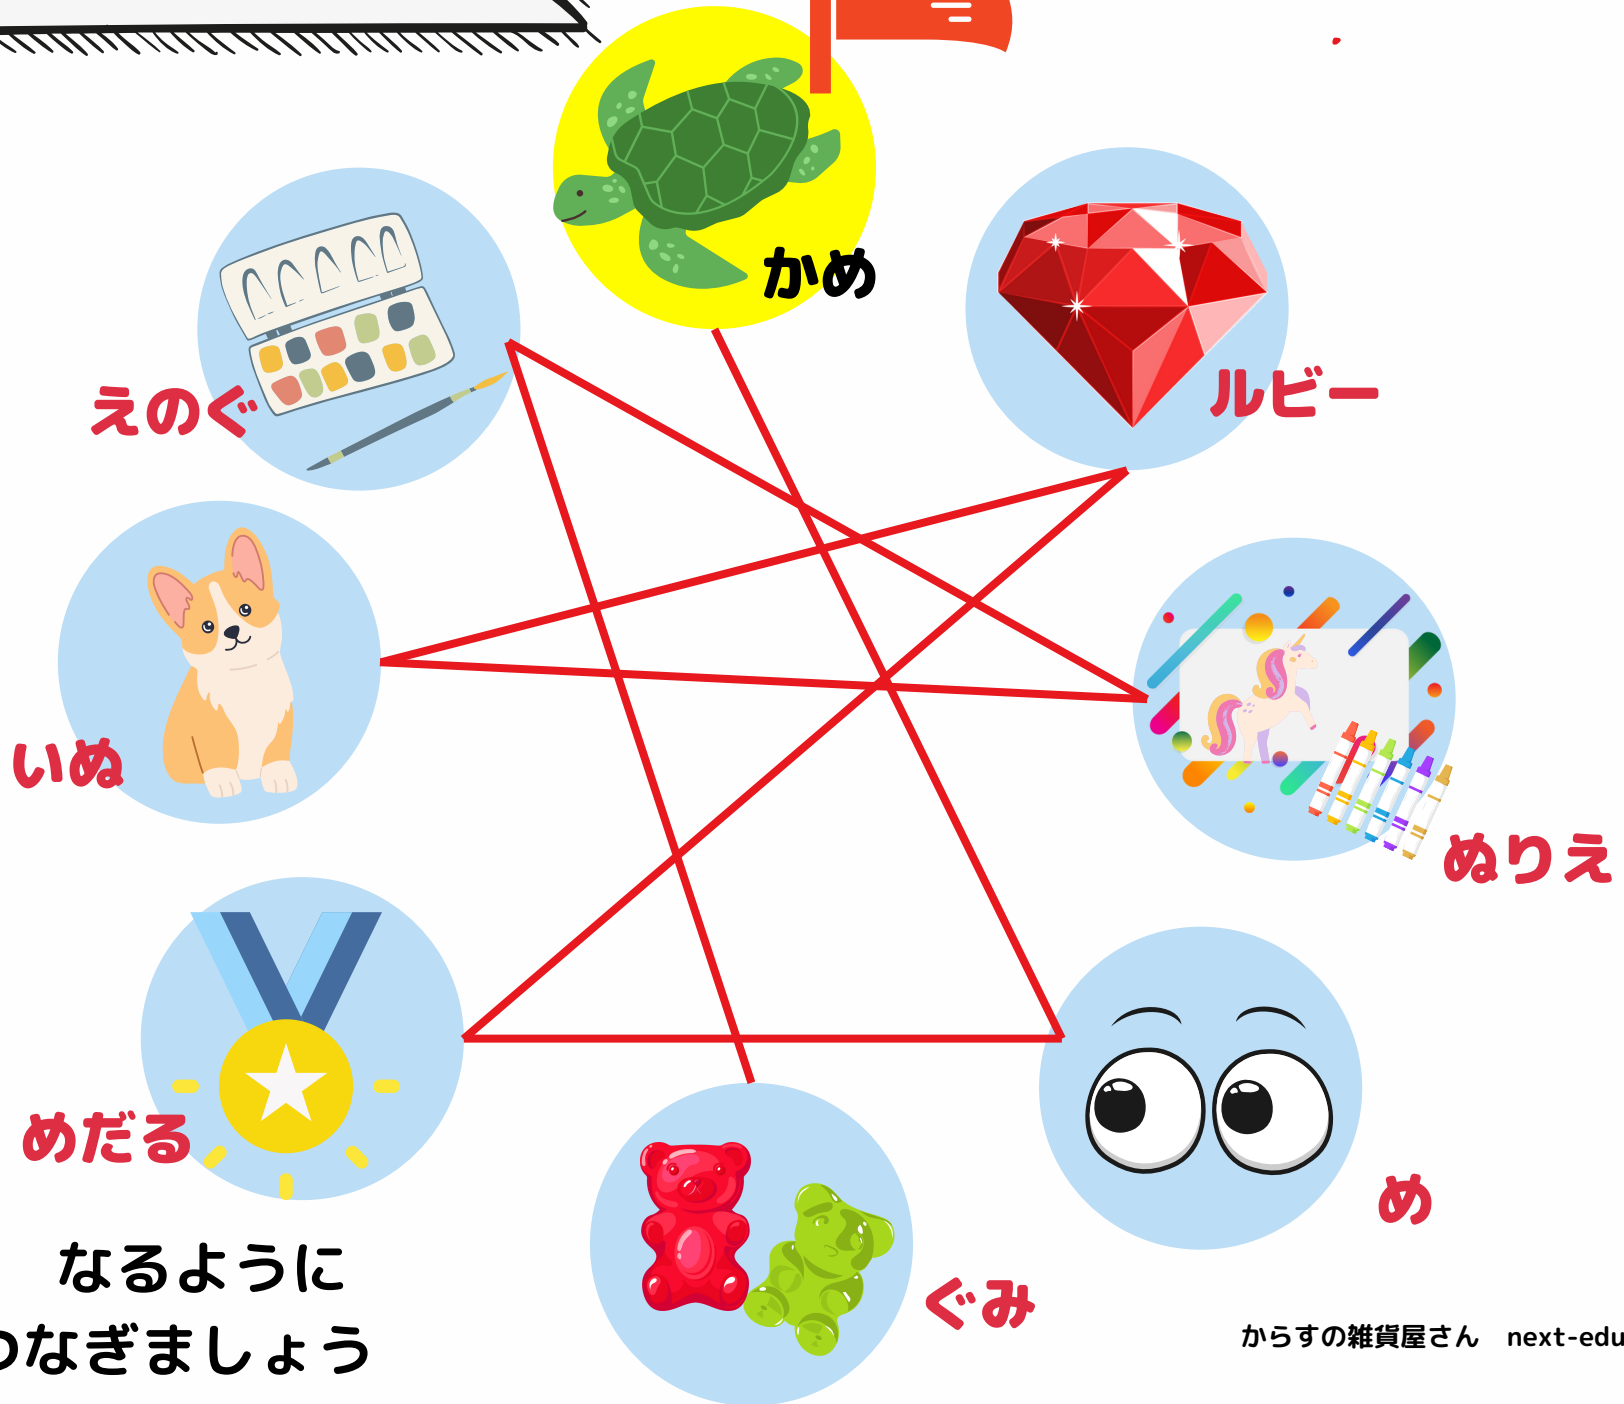 かめ
ルビー
えのぐ
いぬ
ぬりえ
めだる
め
ぐみ
なるように
つなぎましょう
からすの雑貨屋さん　next-edu